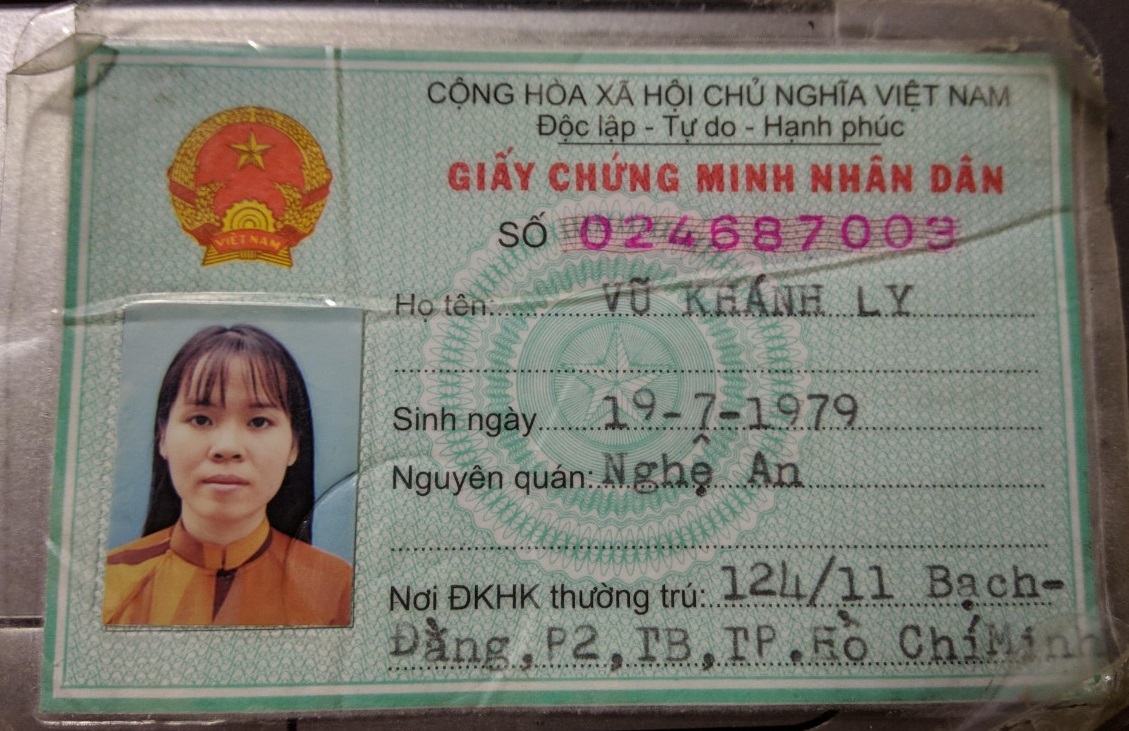 CỘNG HÒA XÃ HỘI CHỦ NGHĨA VIỆT NAM
Độc lập - Tự do - Hạnh phúc
GIẤY CHỨNG MINH NHÂN DÂN
VIỆT NAM
SỐ 024687003
Họ tên: VŨ KHÁNH LY
Sinh ngày 19-7-1979
Nguyên quán: Nghệ An
Nơi ĐKHK thường trú: 124/11 Bạch-
Đằng, P2, TB, TP. Hồ Chí Minh